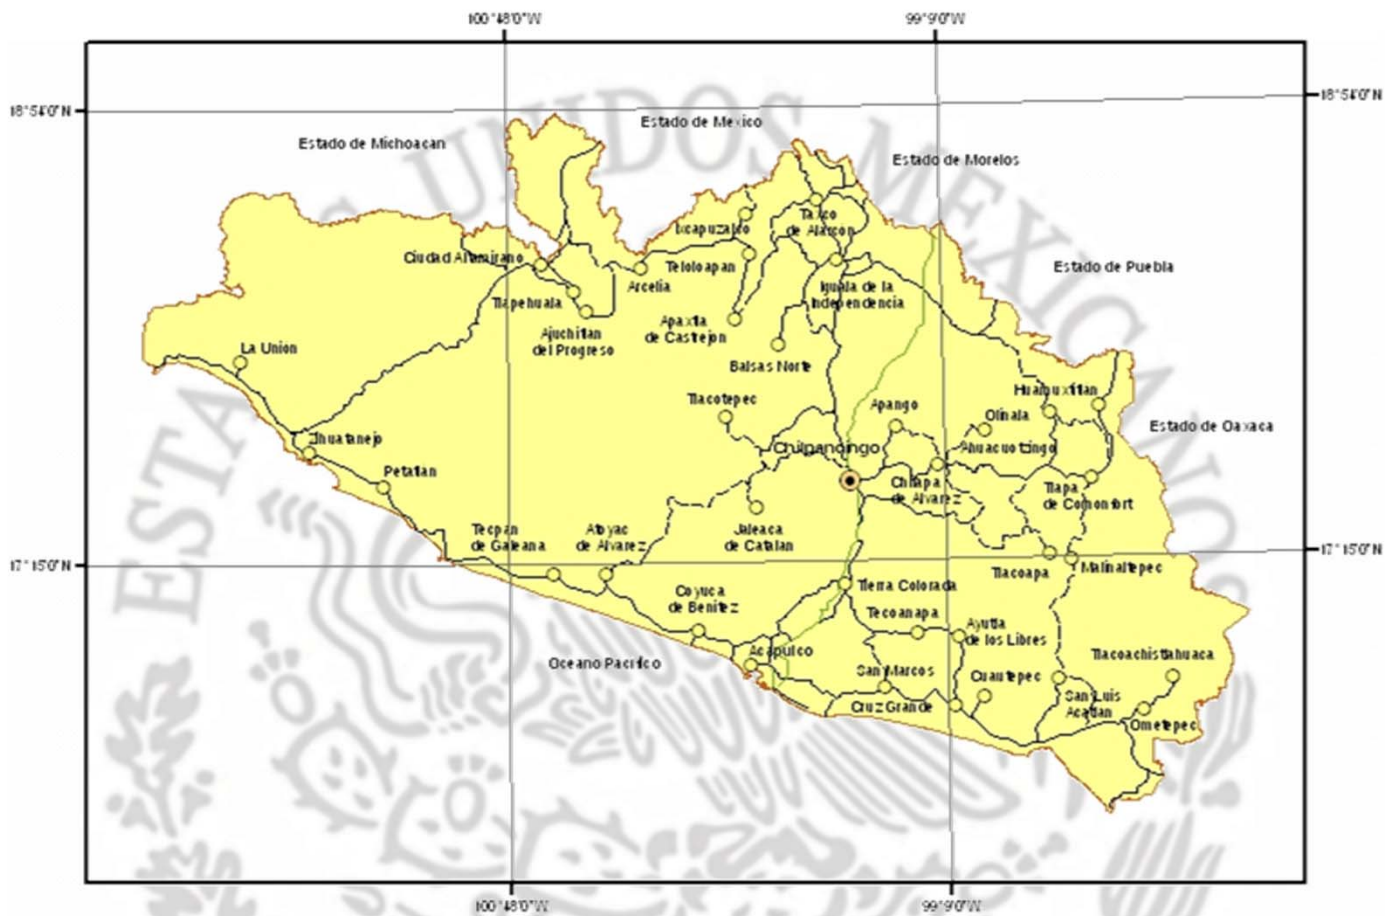 100°48'0"W
99°9'0"W
18°54'0"N
18°54'0"N
ESTADOS UNIDOS MEXICANOS
Estado de Mexico
Estado de Michoacan
Estado de Morelos
Ixcapuzalco
Taxco
de Alarcon
Ciudad Altamirano
Teloloapan
Estado de Puebla
Arcelia
Iguala de la
Independencia
Tlapehuala
Apaxtla
de Castrejon
Ajuchitlan
del Progreso
La Union
Balsas Norte
Huamuxtitlan
Tlacotepec
Apango
Olinala
Estado de Oaxaca
Zihuatanejo
Chilpancingo
Ahuacuotzingo
Petatlan
Chilapa
de Alvarez
Tlapa
de Comonfort
Tecpan
de Galeana
Atoyac
de Alvarez
Jaleaca
de Catalan
17°15'0"N
17°15'0"N
Tlacoapa
Malinaltepec
Tierra Colorada
Coyuca
de Benitez
Tecoanapa
Ayutla
de los Libres
Acapulco
Tlacoachistlahuaca
Oceano Pacifico
San Marcos
Cuautepec
Cruz Grande
San Luis
Acatlan
Ometepec
100°48'0"W
99°9'0"W